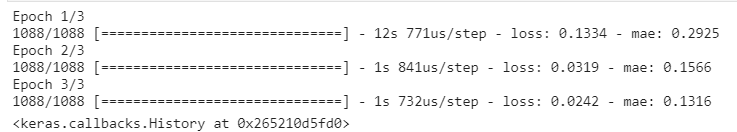 Epoch 1/3
1088/1088 [==============================] - 12s 771us/step - loss: 0.1334 - mae: 0.2925
Epoch 2/3
1088/1088 [==============================] - 1s 841us/step - loss: 0.0319 - mae: 0.1566
Epoch 3/3
1088/1088 [==============================] - 1s 732us/step - loss: 0.0242 - mae: 0.1316
<keras.callbacks.History at 0x265210d5fd0>